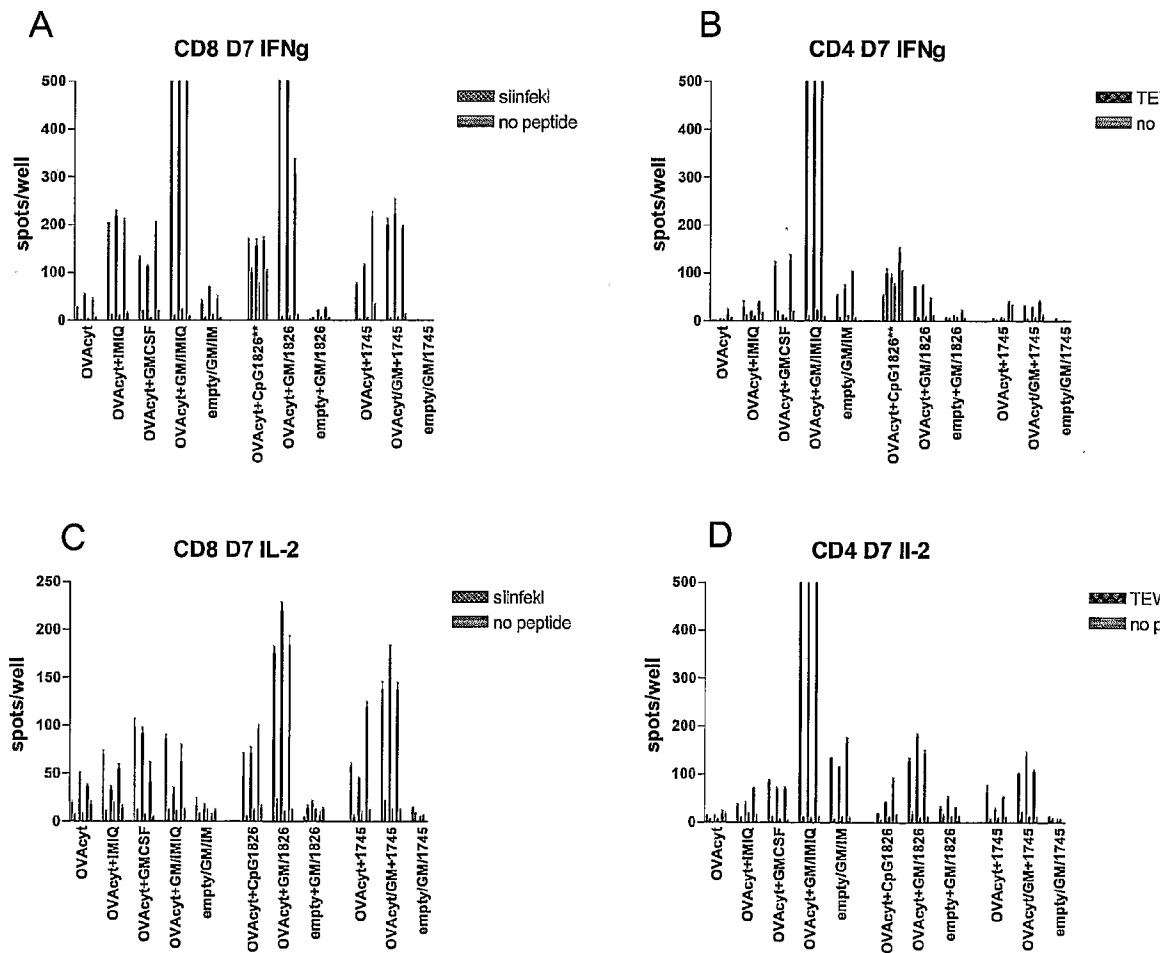 A
CD8 D7 IFNg
500
400
300
200
100
0
spots/well
siinfekl
no peptide
OVAcyt
OVAcyt+IMIQ
OVAcyt+GMCSF
OVAcyt+GM/IMIQ
empty/GM/IM
OVAcyt+CpG1826**
OVAcyt+GM/1826
empty+GM/1826
OVAcyt+1745
OVAcyt/GM+1745
empty/GM/1745
B
CD4 D7 IFNg
500
400
300
200
100
0
spots/well
TE
no
OVAcyt
OVAcyt+IMIQ
OVAcyt+GMCSF
OVAcyt+GM/IMIQ
empty/GM/IM
OVAcyt+CpG1826**
OVAcyt+GM/1826
empty+GM/1826
OVAcyt+1745
OVAcyt/GM+1745
empty/GM/1745
C
CD8 D7 IL-2
250
200
150
100
50
0
spots/well
siinfekl
no peptide
OVAcyt
OVAcyt+IMIQ
OVAcyt+GMCSF
OVAcyt+GM/IMIQ
empty/GM/IM
OVAcyt+CpG1826
OVAcyt+GM/1826
empty+GM/1826
OVAcyt+1745
OVAcyt/GM+1745
empty/GM/1745
D
CD4 D7 Il-2
500
400
300
200
100
0
spots/well
TEV
no p
OVAcyt
OVAcyt+IMIQ
OVAcyt+GMCSF
OVAcyt+GM/IMIQ
empty/GM/IM
OVAcyt+CpG1826
OVAcyt+GM/1826
empty+GM/1826
OVAcyt+1745
OVAcyt/GM+1745
empty/GM/1745